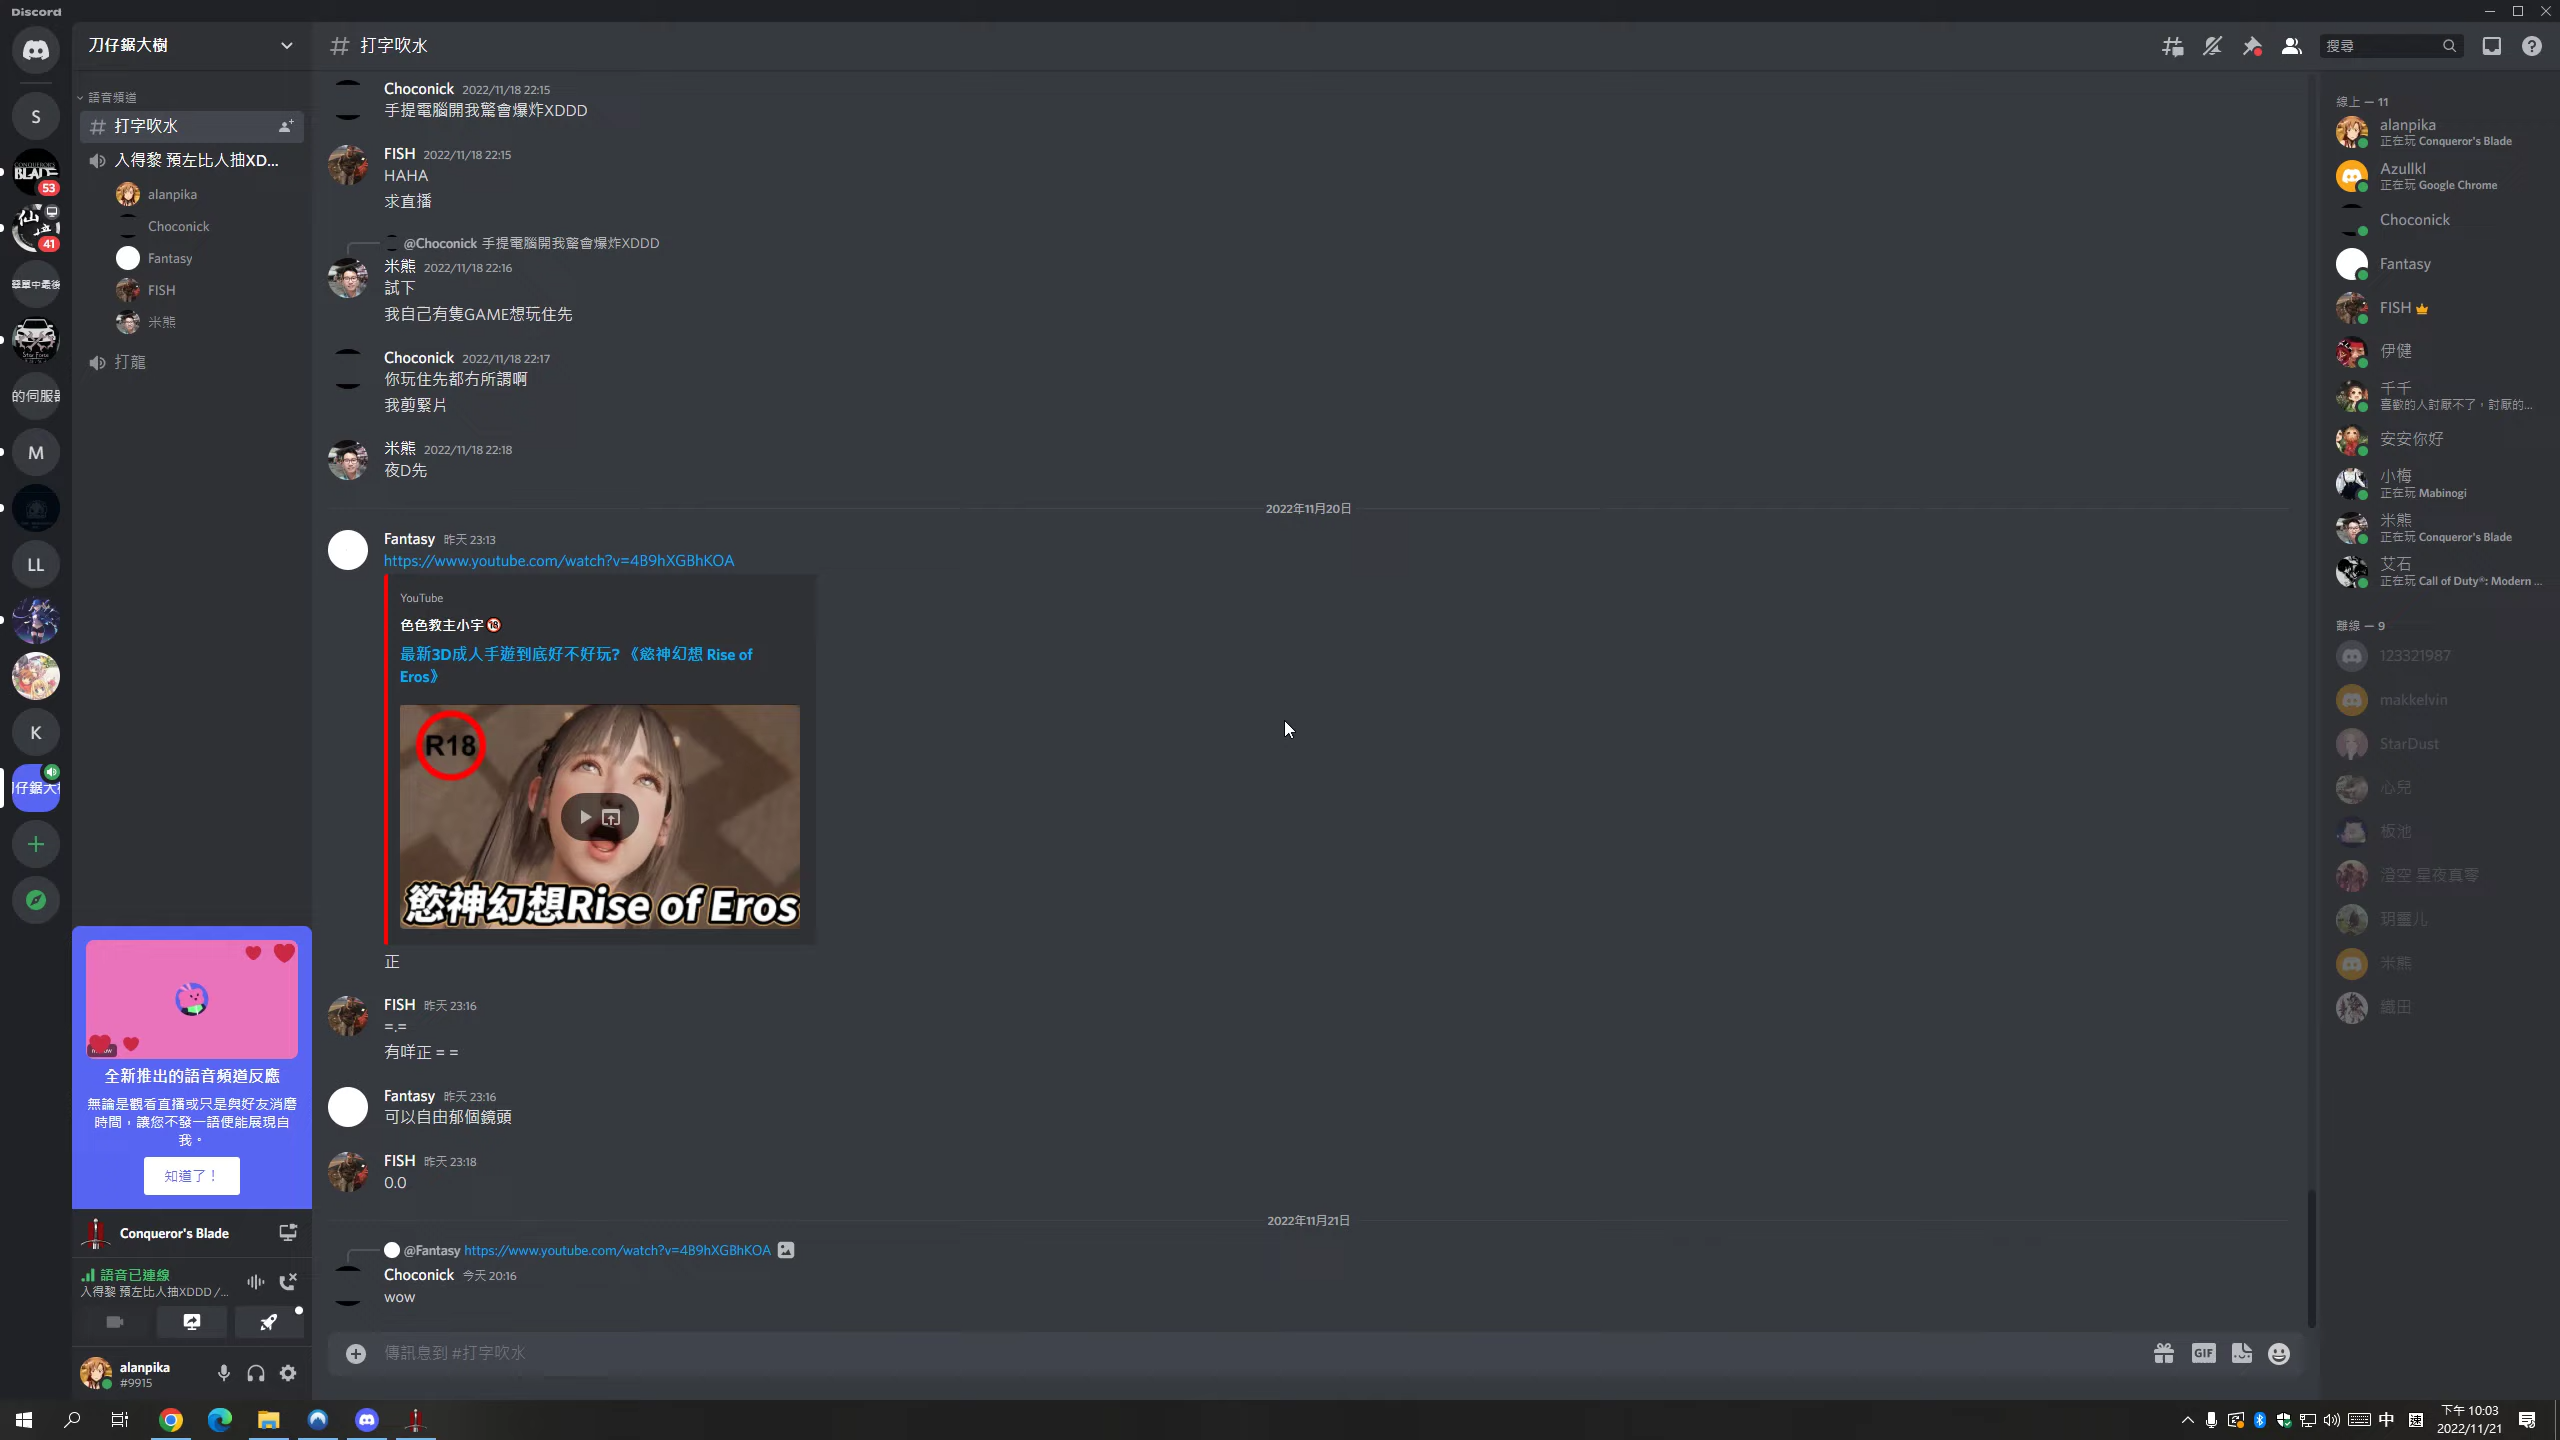 Discord
刀仔鋸大樹
打字吹水
搜尋
S
53
41
的伺服器
M
LL
K
語音頻道
打字吹水
入得黎 預左比人抽XD...
alanpika
Choconick
Fantasy
FISH
米熊
打龍
全新推出的語音頻道反應
無論是觀看直播或只是與好友消磨
時間，讓您不發一語便能展現自
我。
知道了！
Conqueror's Blade
語音已連線
入得黎 預左比人抽XDDD /...
alanpika
#9915
Choconick 2022/11/18 22:15
手提電腦開我驚會爆炸XDDD
FISH 2022/11/18 22:15
HAHA
求直播
@Choconick 手提電腦開我驚會爆炸XDDD
米熊 2022/11/18 22:16
試下
我自己有隻GAME想玩住先
Choconick 2022/11/18 22:17
你玩住先都冇所謂啊
我剪緊片
米熊 2022/11/18 22:18
夜D先
2022年11月20日
Fantasy 昨天 23:13
https://www.youtube.com/watch?v=4B9hXGBhKOA
YouTube
色色教主小宇🔞
最新3D成人手遊到底好不好玩? 《慾神幻想 Rise of
Eros》
R18
慾神幻想Rise of Eros
正
FISH 昨天 23:16
=.=
有咩正 = =
Fantasy 昨天 23:16
可以自由郁個鏡頭
FISH 昨天 23:18
0.0
2022年11月21日
@Fantasy https://www.youtube.com/watch?v=4B9hXGBhKOA
Choconick 今天 20:16
wow
傳訊息到 #打字吹水
GIF
線上 — 11
alanpika
正在玩 Conqueror's Blade
Azullkl
正在玩 Google Chrome
Choconick
Fantasy
FISH
伊健
千千
喜歡的人討厭不了，討厭的...
安安你好
小梅
正在玩 Mabinogi
米熊
正在玩 Conqueror's Blade
艾石
正在玩 Call of Duty®: Modern ...
離線 — 9
123321987
makkelvin
StarDust
心兒
板池
澄空 星夜真零
玥靈儿
米熊
織田
中
下午 10:03
2022/11/21